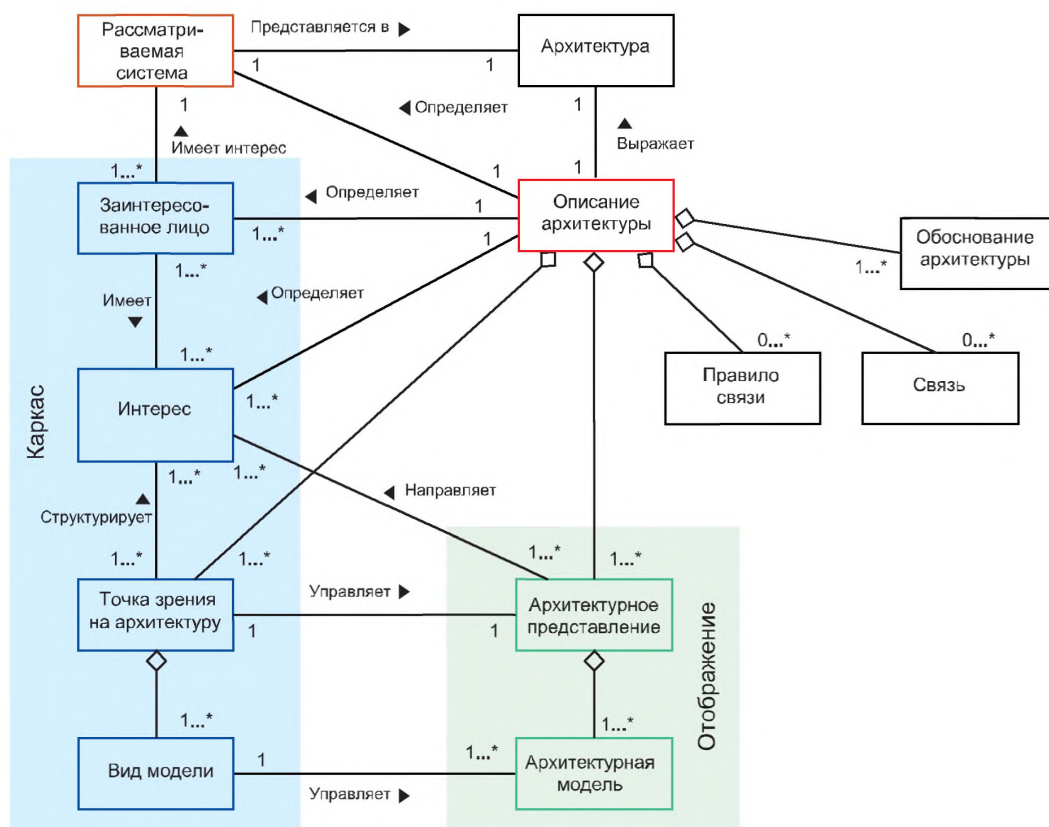 Рассматри-
ваемая
система
Представляется в ►
Архитектура
1
1
1
1
1
◄ Определяет
▲
Имеет интерес
▲
Выражает
1...*
1
1
Заинтересо-
ванное лицо
◄ Определяет
1
1...*
Описание
архитектуры
1
Обоснование
архитектуры
1...*
1...*
Имеет
▼
◄ Определяет
1...*
0...*
0...*
Интерес
1...*
Правило
связи
Связь
Каркас
1...*
1...*
▲
Структурирует
◄ Направляет
1...*
1...*
1...*
1...*
Точка зрения
на архитектуру
Управляет ►
1
1
Архитектурное
представление
Отображение
1...*
1...*
Вид модели
1
1...*
Архитектурная
модель
Управляет ►